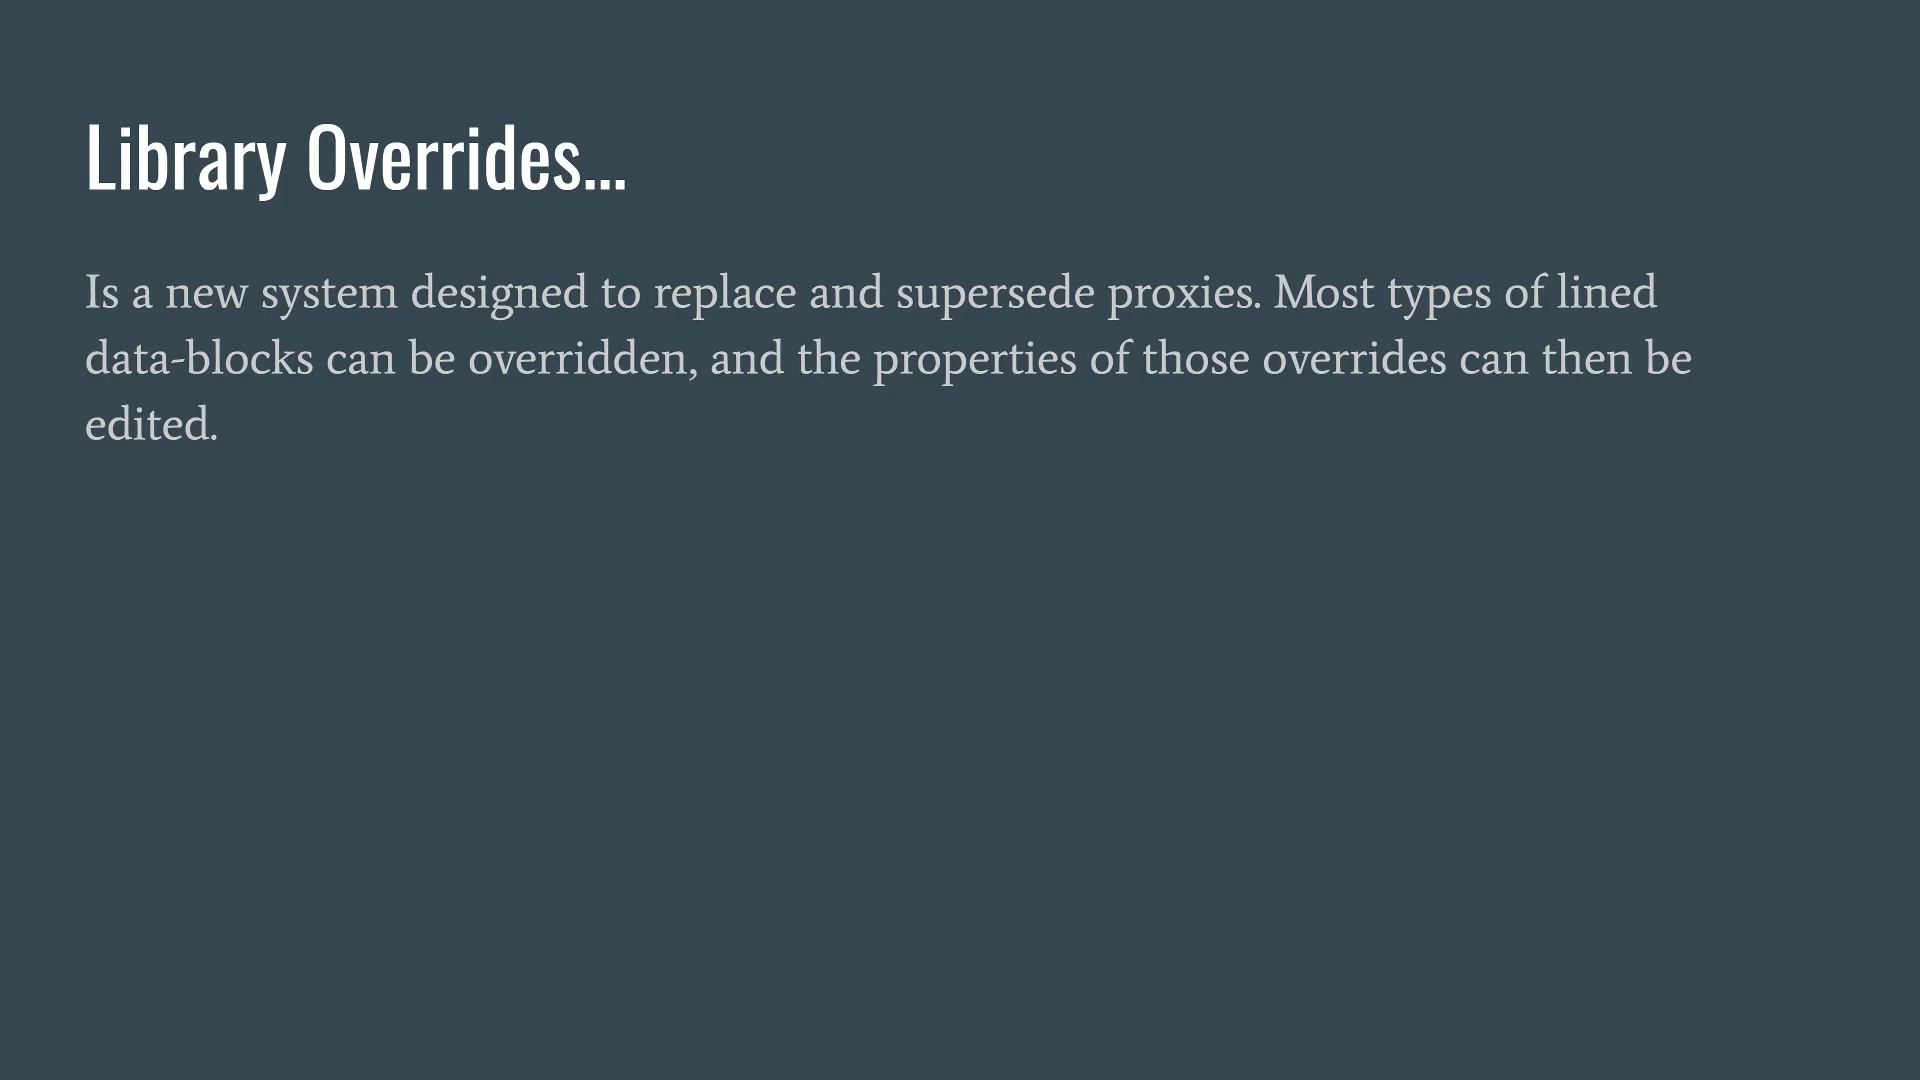 Library Overrides...
Is a new system designed to replace and supersede proxies. Most types of lined
data-blocks can be overridden, and the properties of those overrides can then be
edited.